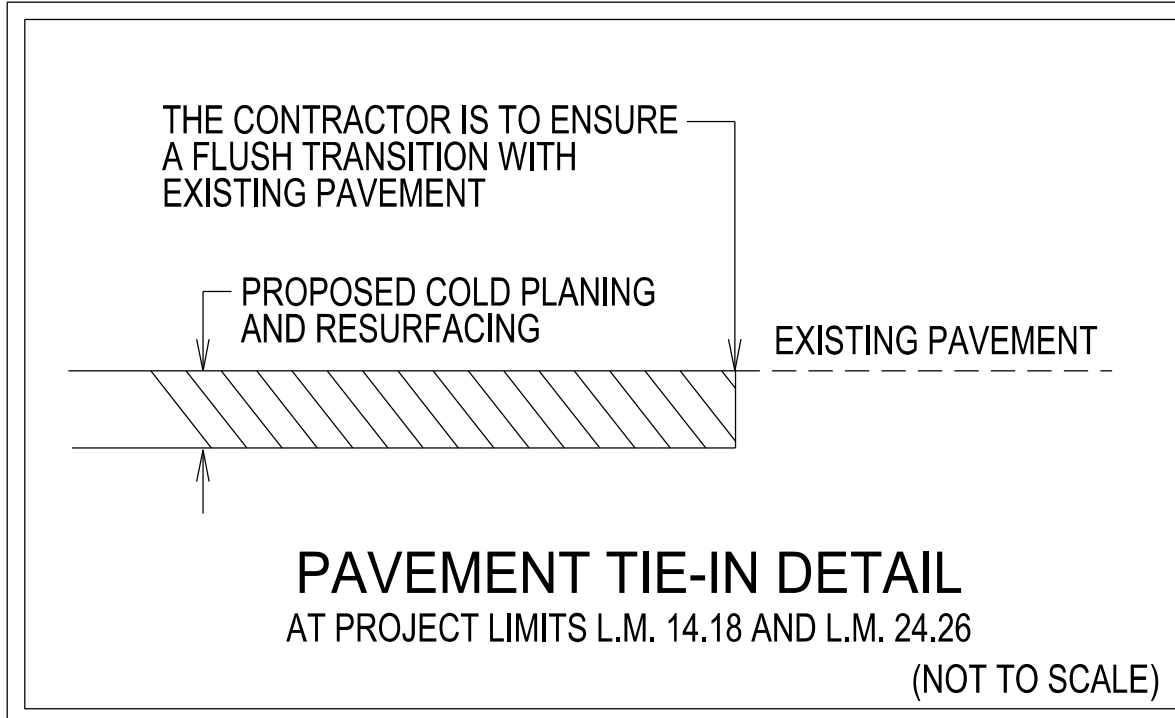 THE CONTRACTOR IS TO ENSURE
A FLUSH TRANSITION WITH
EXISTING PAVEMENT
PROPOSED COLD PLANING
AND RESURFACING
EXISTING PAVEMENT
PAVEMENT TIE-IN DETAIL
AT PROJECT LIMITS L.M. 14.18 AND L.M. 24.26
(NOT TO SCALE)